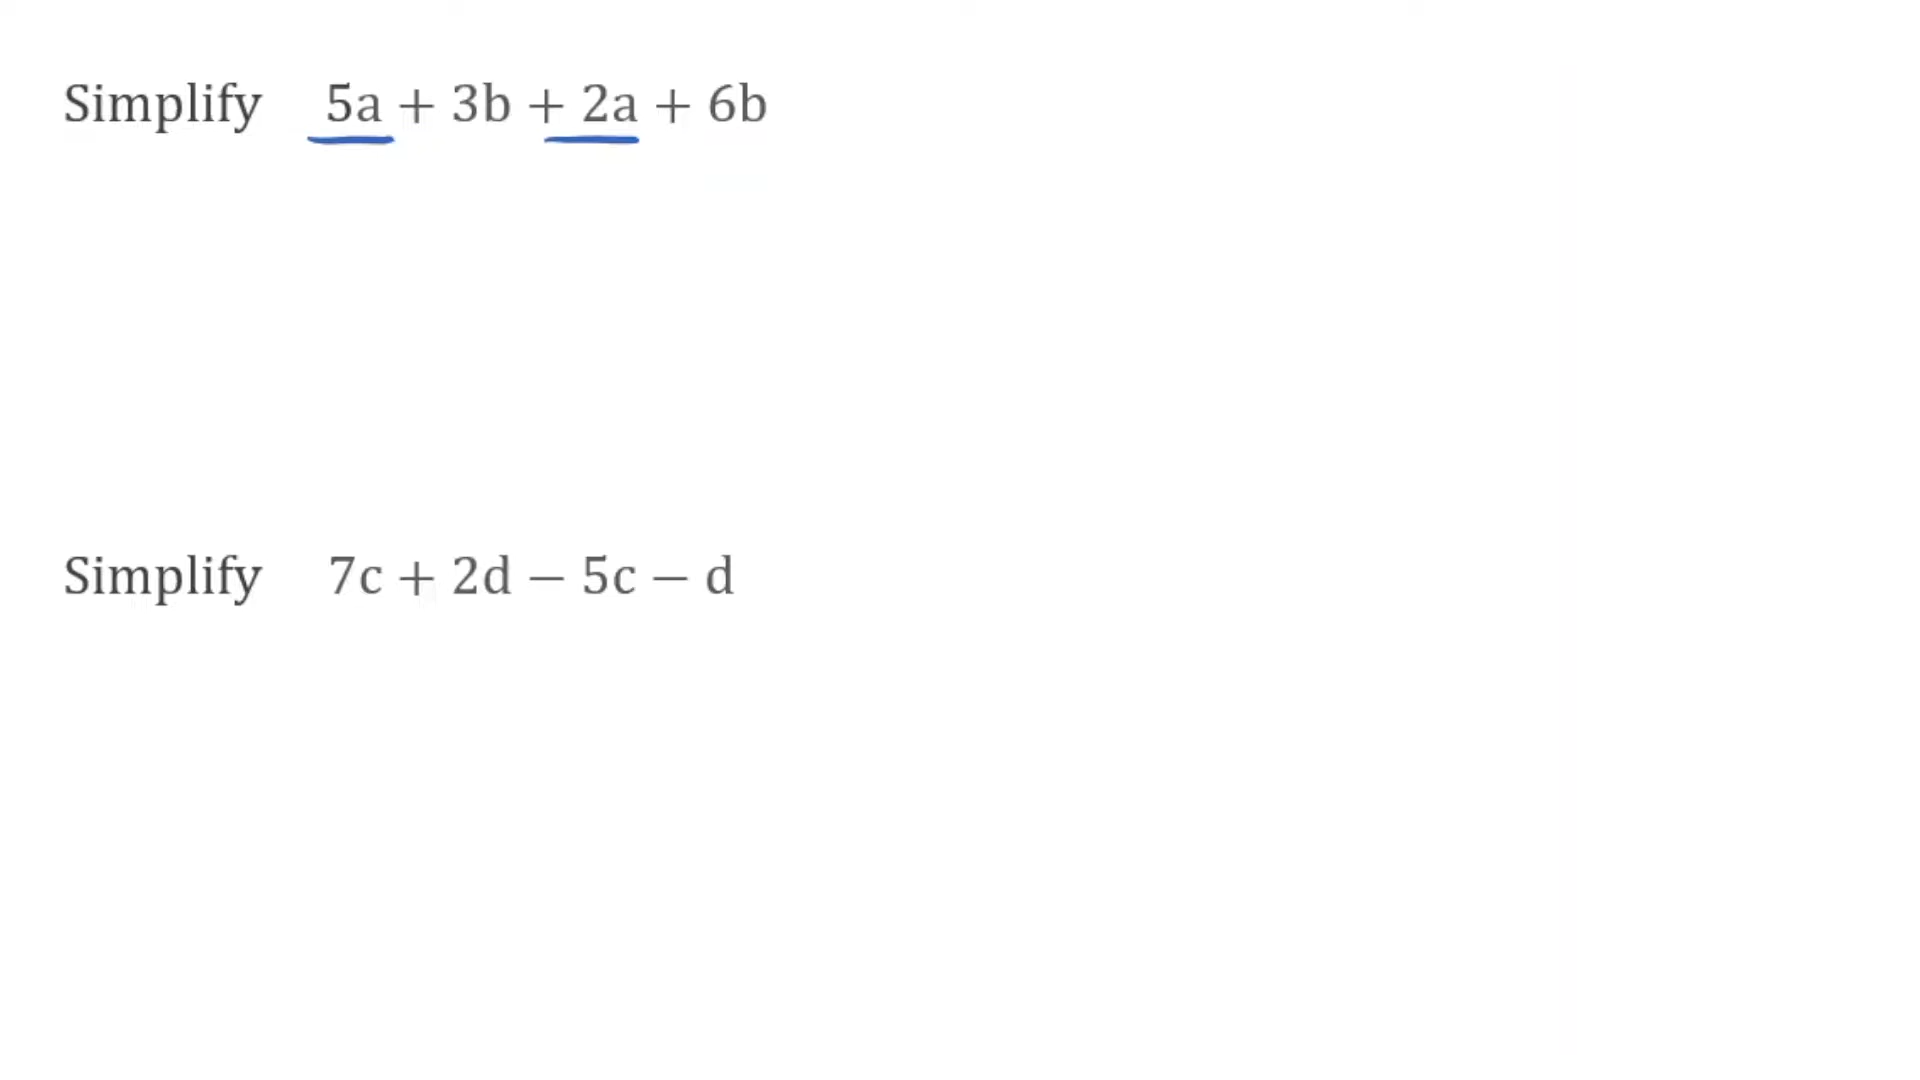 Simplify 5a + 3b + 2a + 6b
Simplify 7c + 2d − 5c − d